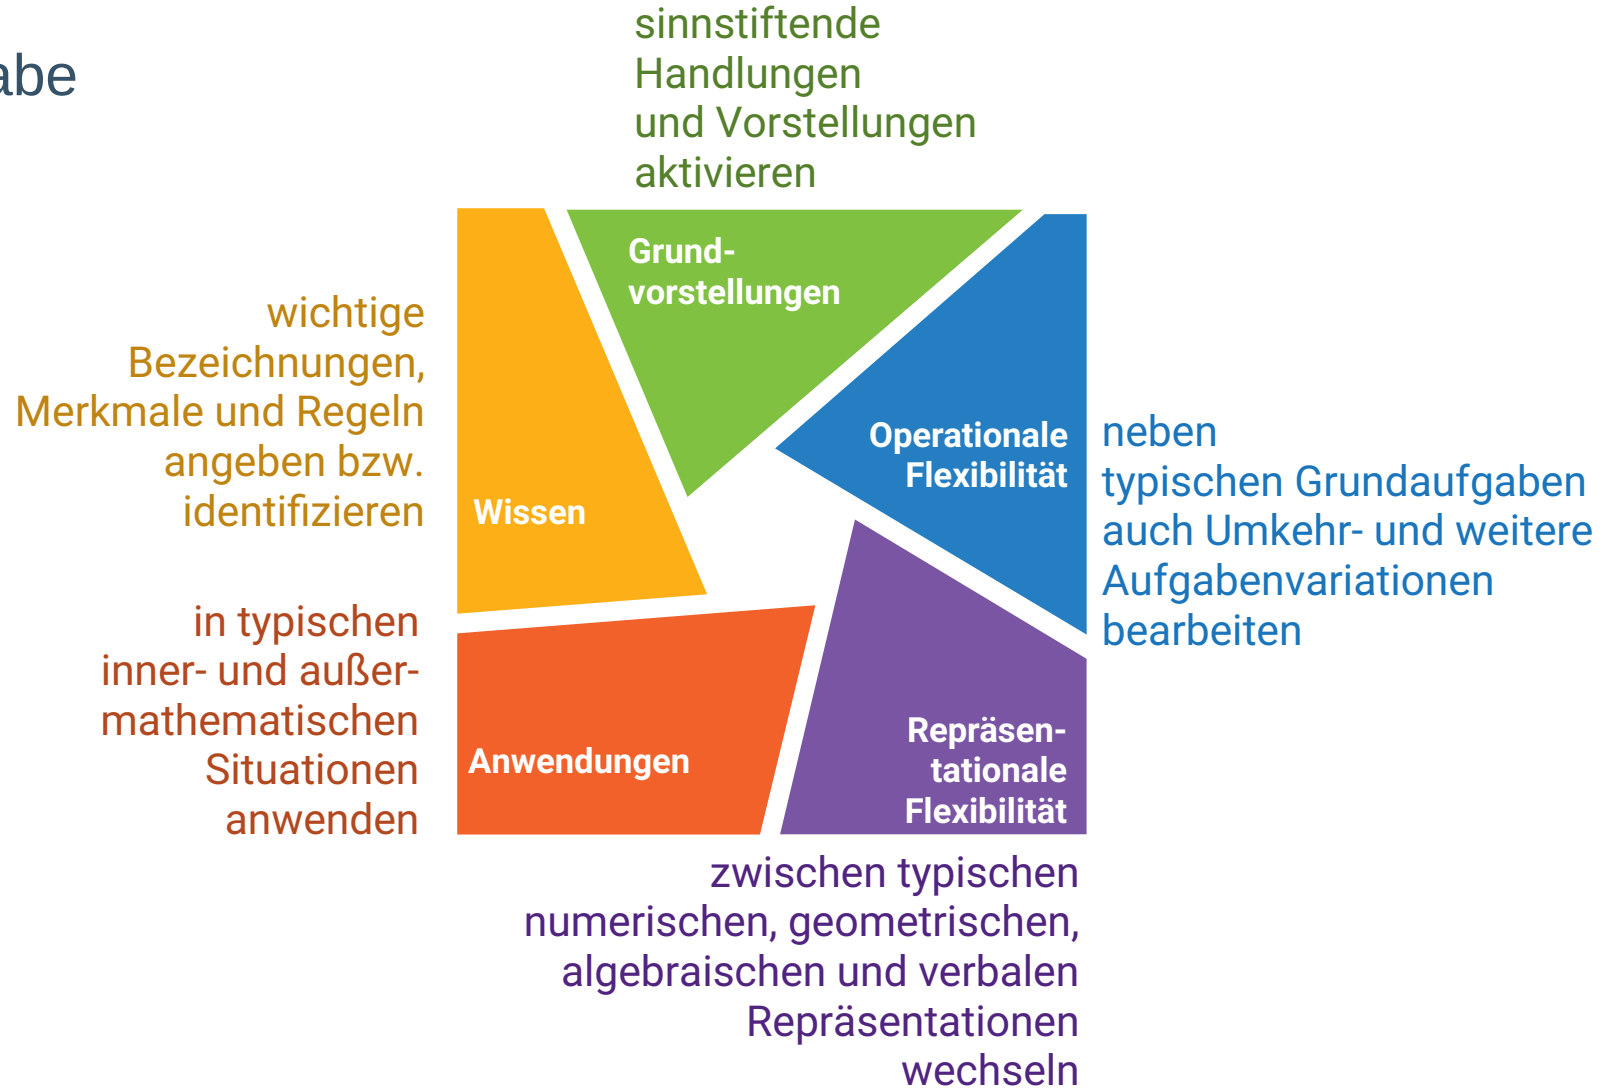 abe
sinnstiftende
Handlungen
und Vorstellungen
aktivieren
Grund-
vorstellungen
wichtige
Bezeichnungen,
Merkmale und Regeln
angeben bzw.
identifizieren
Wissen
Operationale
Flexibilität
neben
typischen Grundaufgaben
auch Umkehr- und weitere
Aufgabenvariationen
bearbeiten
in typischen
inner- und außer-
mathematischen
Situationen
anwenden
Anwendungen
Repräsen-
tationale
Flexibilität
zwischen typischen
numerischen, geometrischen,
algebraischen und verbalen
Repräsentationen
wechseln